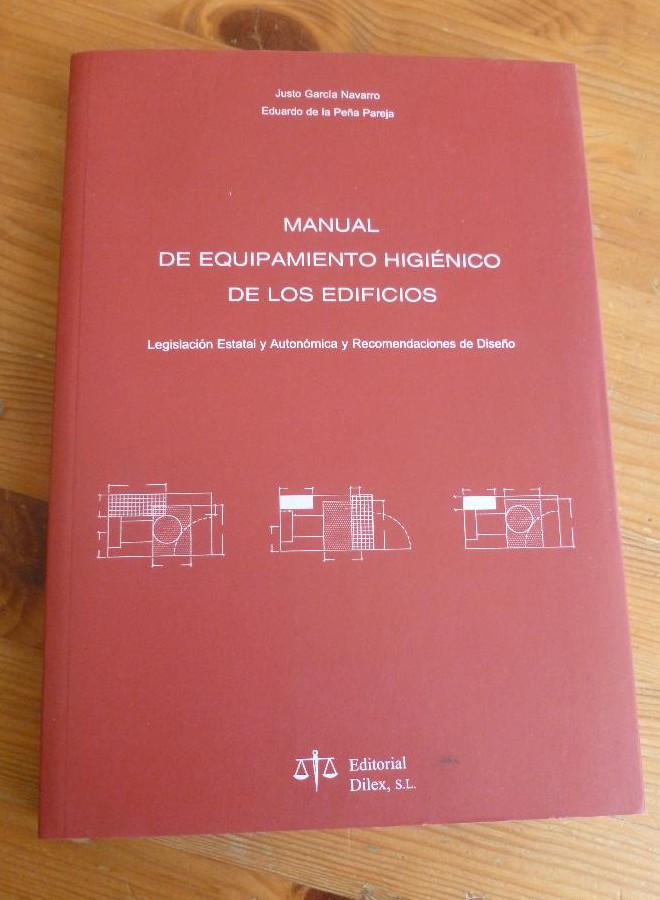 Justo García Navarro
Eduardo de la Peña Pareja
MANUAL
DE EQUIPAMIENTO HIGIÉNICO
DE LOS EDIFICIOS
Legislación Estatal y Autonómica y Recomendaciones de Diseño
Editorial
Dilex, S.L.